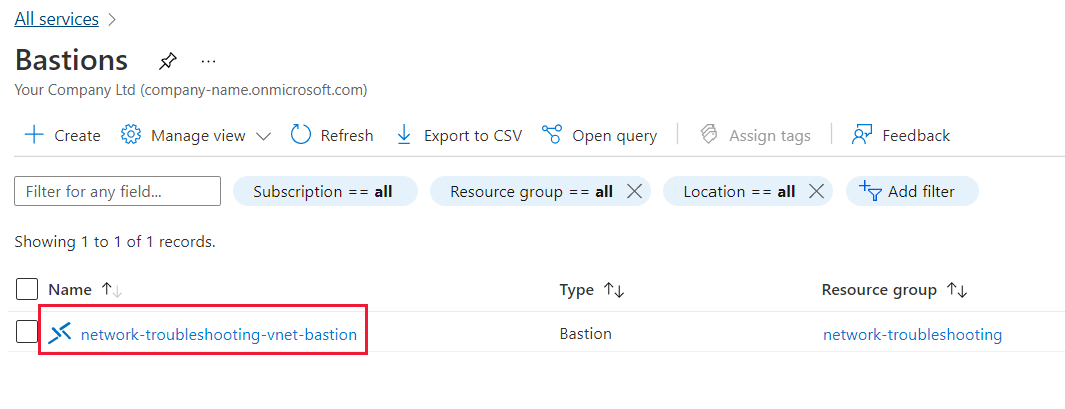 All services
Bastions
Your Company Ltd (company-name.onmicrosoft.com)
Create Manage view Refresh Export to CSV Open query Assign tags Feedback
Filter for any field... Subscription == all Resource group == all Location == all Add filter
Showing 1 to 1 of 1 records.
Name Type Resource group
network-troubleshooting-vnet-bastion Bastion network-troubleshooting